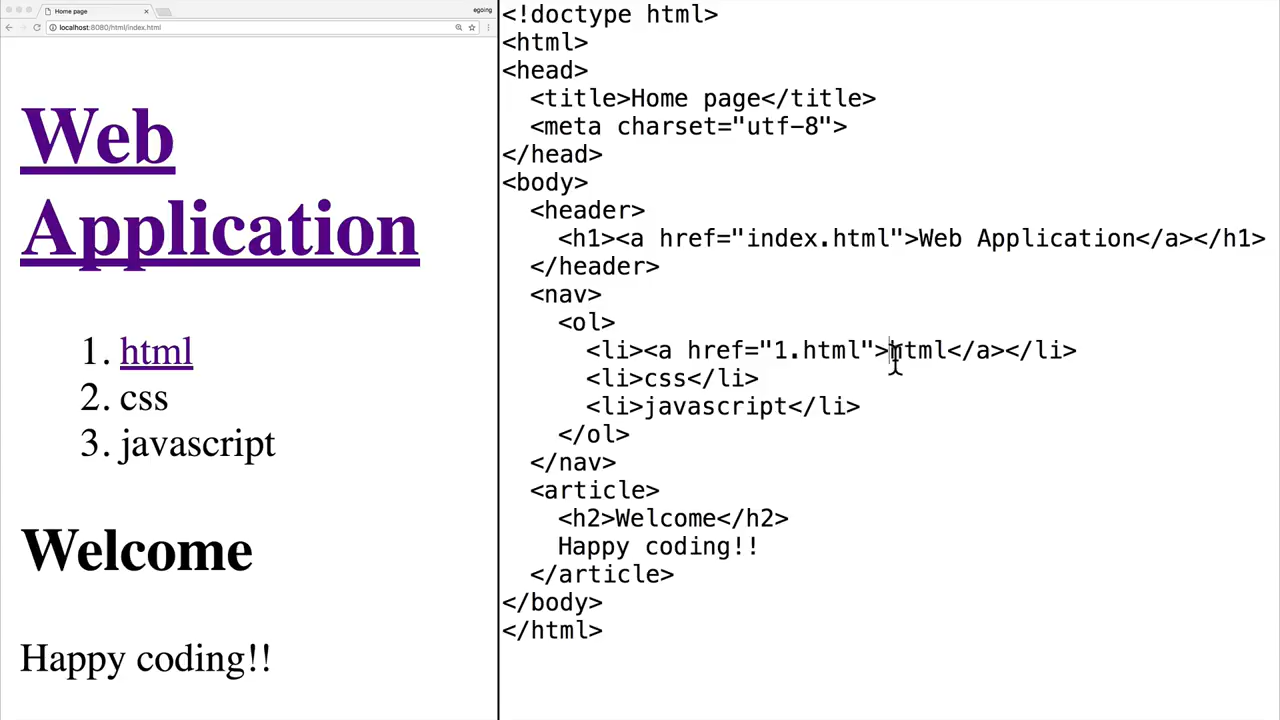 Home page
egoing
localhost:8080/html/index.html
Web
Application
1. html
2. css
3. javascript
Welcome
Happy coding!!
<!doctype html>
<html>
<head>
  <title>Home page</title>
  <meta charset="utf-8">
</head>
<body>
  <header>
    <h1><a href="index.html">Web Application</a></h1>
  </header>
  <nav>
    <ol>
      <li><a href="1.html">html</a></li>
      <li>css</li>
      <li>javascript</li>
    </ol>
  </nav>
  <article>
    <h2>Welcome</h2>
    Happy coding!!
  </article>
</body>
</html>